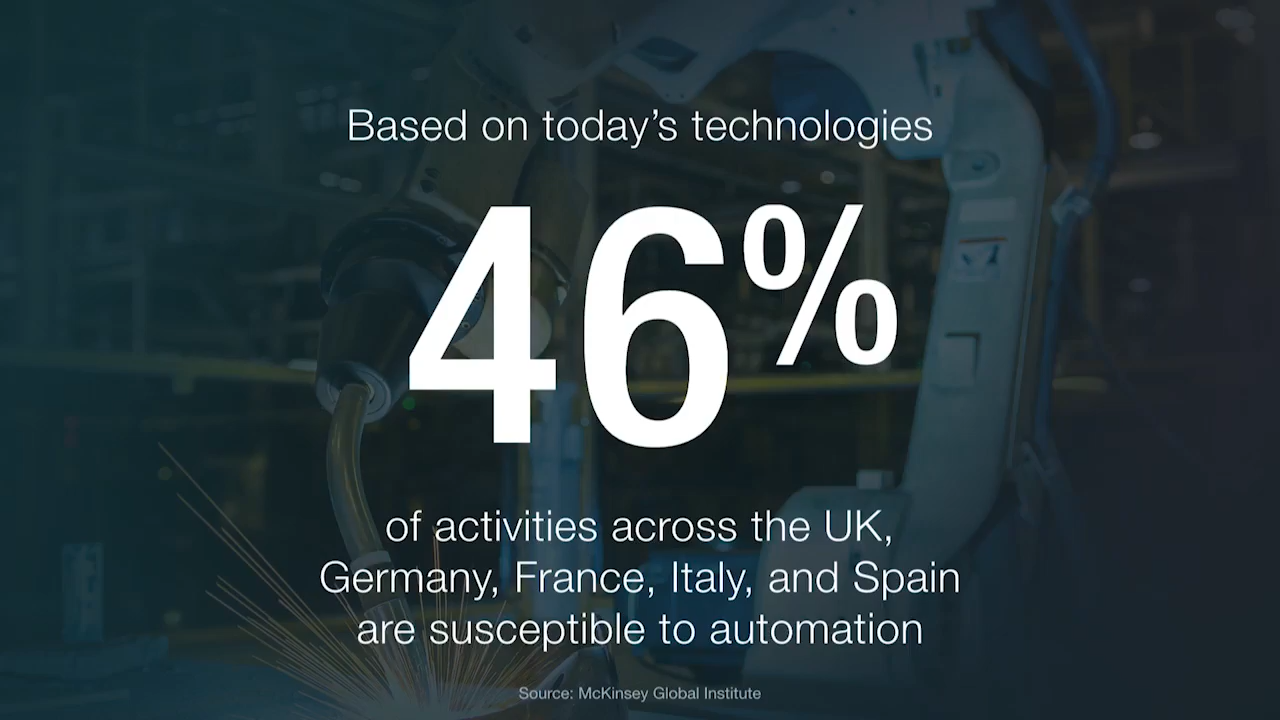 Based on today’s technologies
46%
of activities across the UK,
Germany, France, Italy, and Spain
are susceptible to automation
Source: McKinsey Global Institute